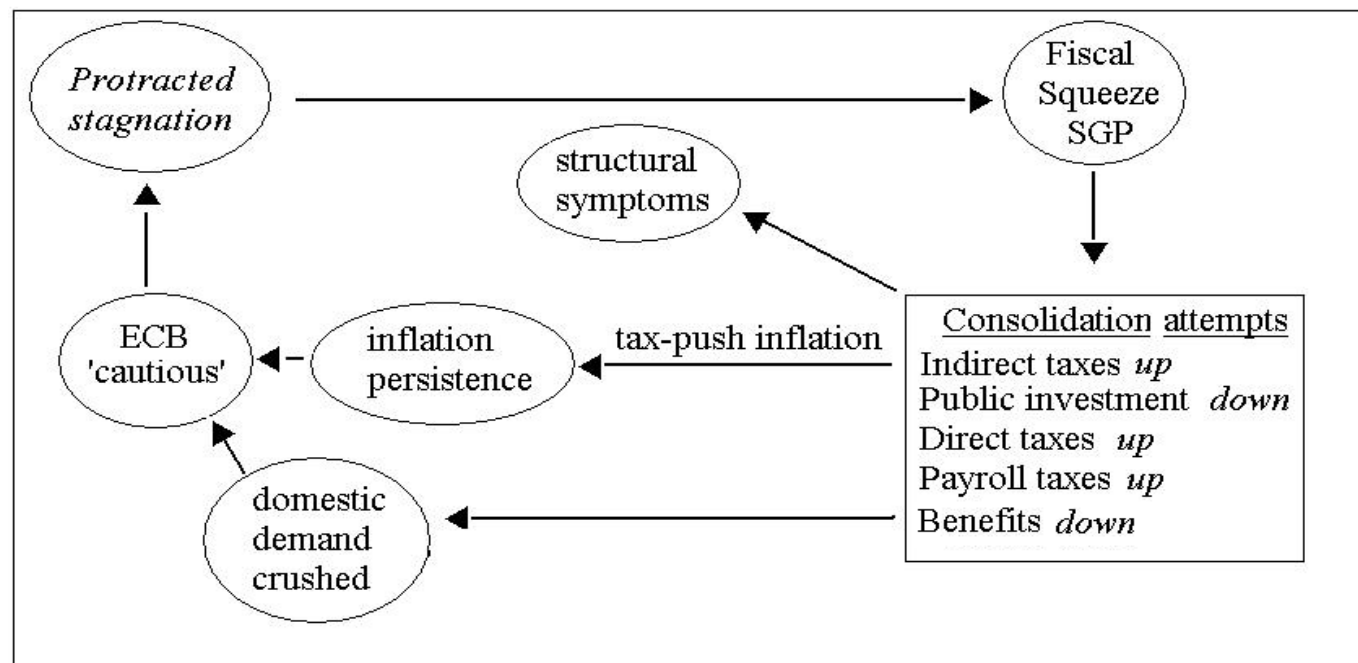 Protracted
stagnation
Fiscal
Squeeze
SGP
structural
symptoms
ECB
'cautious'
inflation
persistence
tax-push inflation
Consolidation attempts
Indirect taxes up
Public investment down
Direct taxes up
Payroll taxes up
Benefits down
domestic
demand
crushed